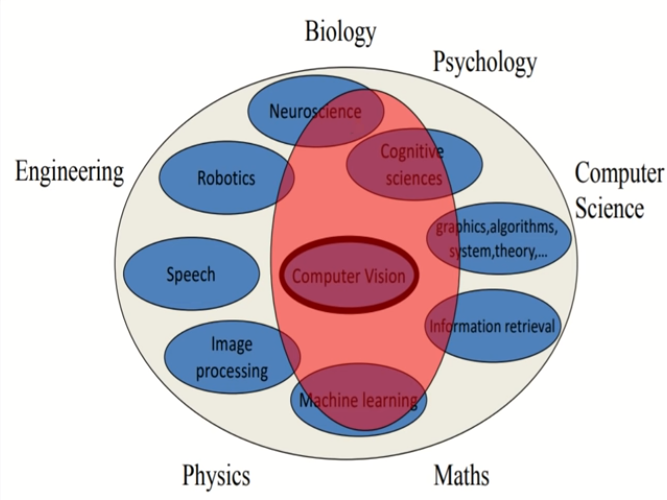 Biology
Psychology
Neuroscience
Engineering
Cognitive
sciences
Robotics
Computer
Science
graphics,algorithms,
system,theory,...
Speech
Computer Vision
Information retrieval
Image
processing
Machine learning
Physics
Maths